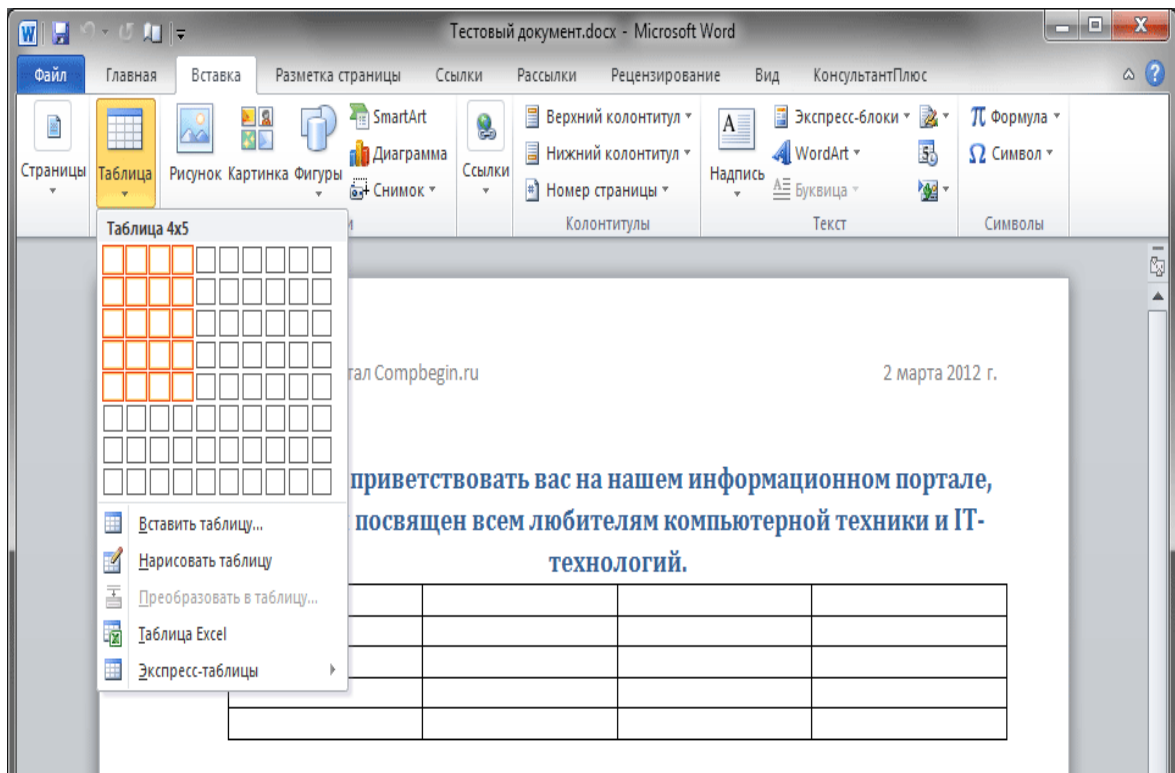 Тестовый документ.docx - Microsoft Word
Файл Главная Вставка Разметка страницы Ссылки Рассылки Рецензирование Вид КонсультантПлюс
Страницы
Таблица
Рисунок
Картинка
Фигуры
SmartArt
Диаграмма
Снимок
Ссылки
Верхний колонтитул
Нижний колонтитул
Номер страницы
Колонтитулы
Надпись
Экспресс-блоки
WordArt
Буквица
Текст
π Формула
Ω Символ
Символы
Таблица 4x5
Вставить таблицу...
Нарисовать таблицу
Преобразовать в таблицу...
Таблица Excel
Экспресс-таблицы
Compbegin.ru 2 марта 2012 г.
приветствовать вас на нашем информационном портале,
посвящен всем любителям компьютерной техники и IT-
технологий.